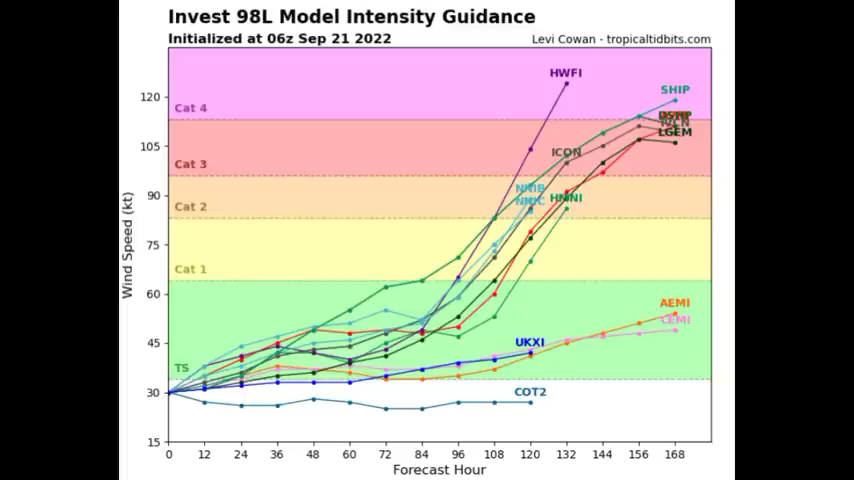 Invest 98L Model Intensity Guidance
Initialized at 06z Sep 21 2022
Levi Cowan - tropicaltidbits.com
HWFI
120
SHIP
Cat 4
DSHP
IVCN
LGEM
105
ICON
Cat 3
90
NNIB
NNIC
HMNI
Cat 2
75
Cat 1
60
AEMI
CEMI
45
UKXI
TS
30
COT2
15
0 12 24 36 48 60 72 84 96 108 120 132 144 156 168
Wind Speed (kt)
Forecast Hour